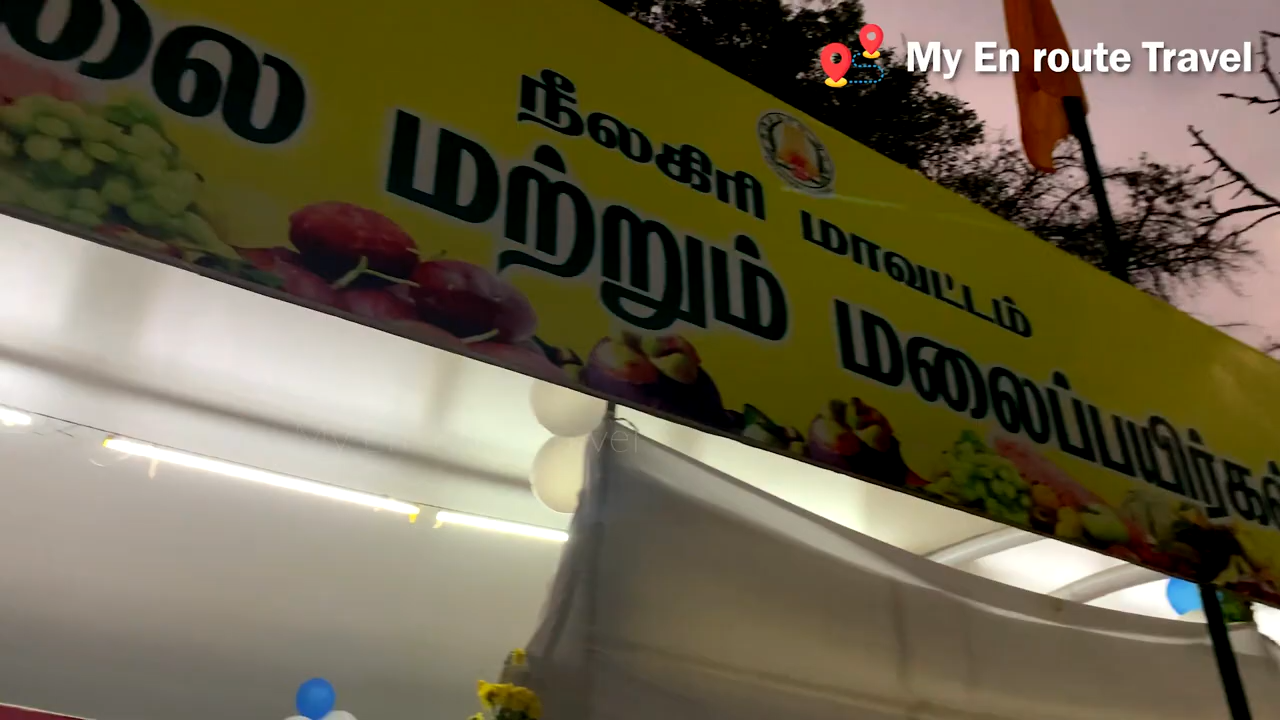 My En route Travel
நீலகிரி மாவட்டம்
லை மற்றும் மலைப்பயிர்கள்